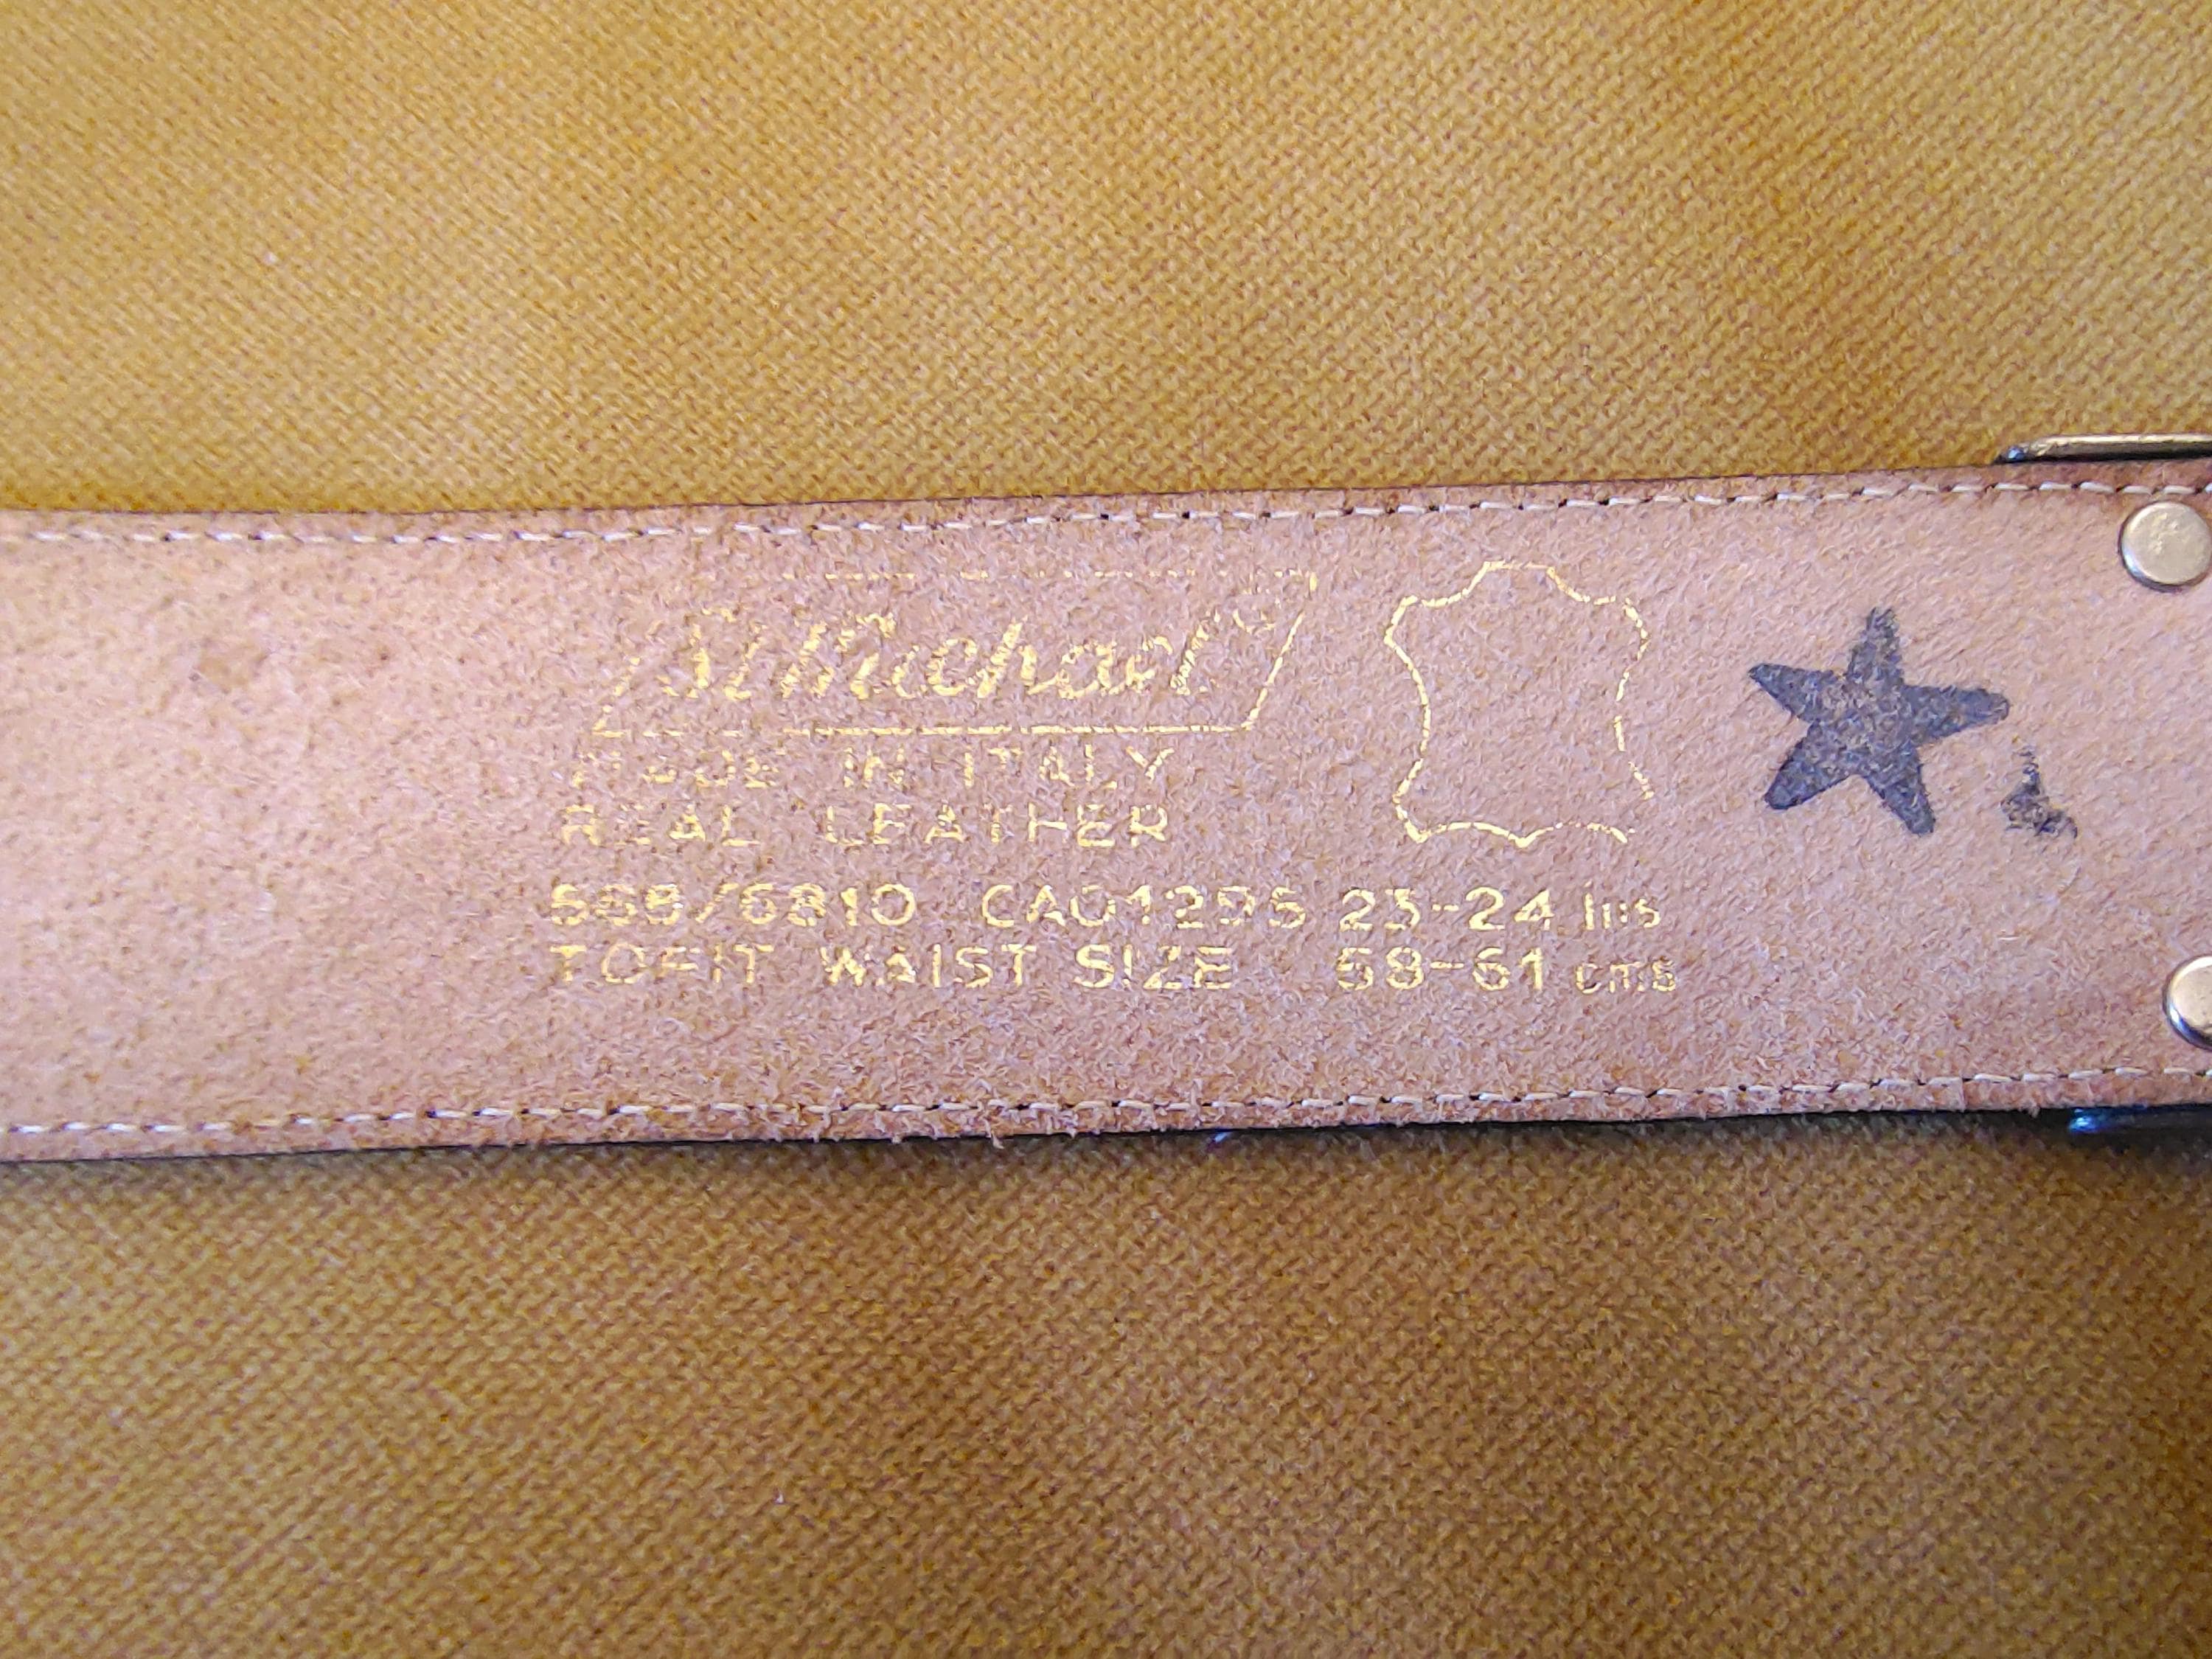 St Michael
MADE IN ITALY
REAL LEATHER
568/6810 CA01295 23-24 Ins
TO FIT WAIST SIZE 58-61 cms